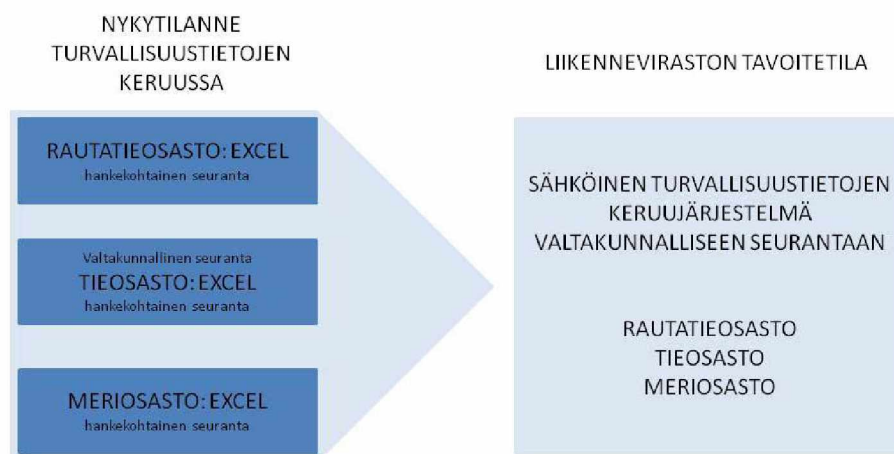 NYKYTILANNE
TURVALLISUUSTIETOJEN
KERUUSSA
RAUTATIEOSASTO: EXCEL
hankekohtainen seuranta
Valtakunnallinen seuranta
TIEOSASTO: EXCEL
hankekohtainen seuranta
MERIOSASTO: EXCEL
hankekohtainen seuranta
LIIKENNEVIRASTON TAVOITETILA
SÄHKÖINEN TURVALLISUUSTIETOJEN
KERUUJÄRJESTELMÄ
VALTAKUNNALLISEEN SEURANTAAN
RAUTATIEOSASTO
TIEOSASTO
MERIOSASTO